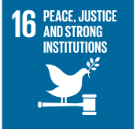 16 PEACE, JUSTICE
AND STRONG
INSTITUTIONS